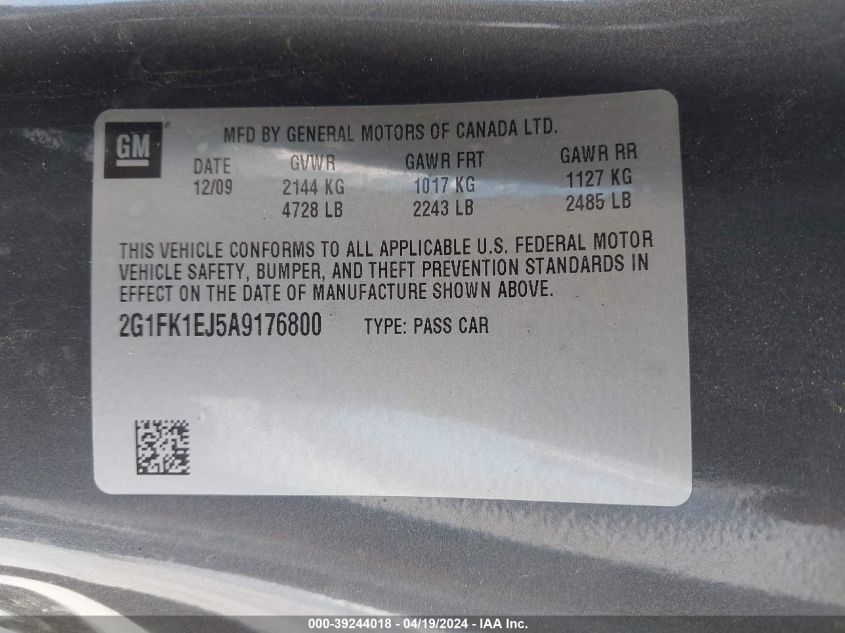 GM
MFD BY GENERAL MOTORS OF CANADA LTD.
DATE GVWR GAWR FRT GAWR RR
12/09 2144 KG 1017 KG 1127 KG
4728 LB 2243 LB 2485 LB
THIS VEHICLE CONFORMS TO ALL APPLICABLE U.S. FEDERAL MOTOR
VEHICLE SAFETY, BUMPER, AND THEFT PREVENTION STANDARDS IN
EFFECT ON THE DATE OF MANUFACTURE SHOWN ABOVE.
2G1FK1EJ5A9176800 TYPE: PASS CAR
000-39244018 - 04/19/2024 - IAA Inc.